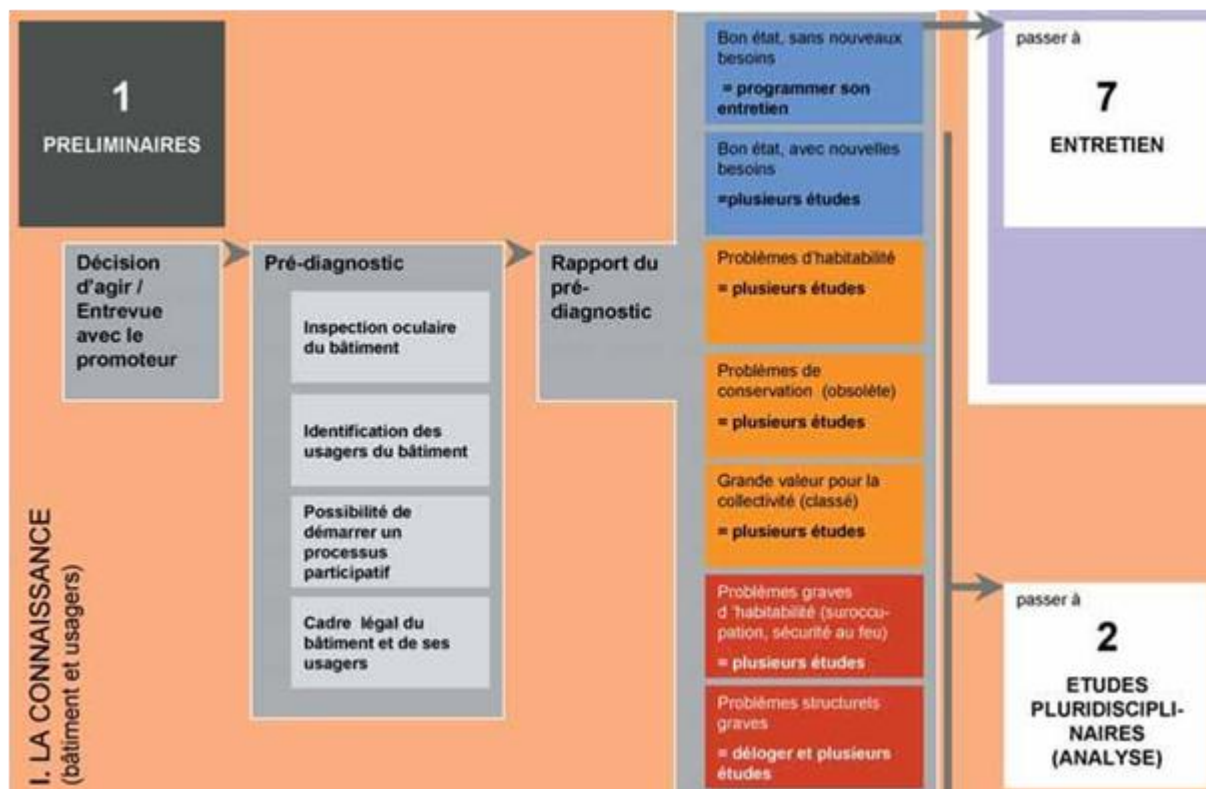 1
PRELIMINAIRES
Décision
d'agir /
Entrevue
avec le
promoteur
Pré-diagnostic
Inspection oculaire
du bâtiment
Identification des
usagers du bâtiment
Possibilité de
démarrer un
processus
participatif
Cadre légal du
bâtiment et de ses
usagers
Rapport du
pré-
diagnostic
Bon état, sans nouveaux
besoins
= programmer son
entretien
Bon état, avec nouvelles
besoins
=plusieurs études
Problèmes d'habitabilité
= plusieurs études
Problèmes de
conservation (obsolète)
= plusieurs études
Grande valeur pour la
collectivité (classé)
= plusieurs études
Problèmes graves
d 'habitabilité (suroccu-
pation, sécurité au feu)
= plusieurs études
Problèmes structurels
graves
= déloger et plusieurs
études
passer à
7
ENTRETIEN
passer à
2
ETUDES
PLURIDISCIPLI-
NAIRES
(ANALYSE)
I. LA CONNAISSANCE
(bâtiment et usagers)